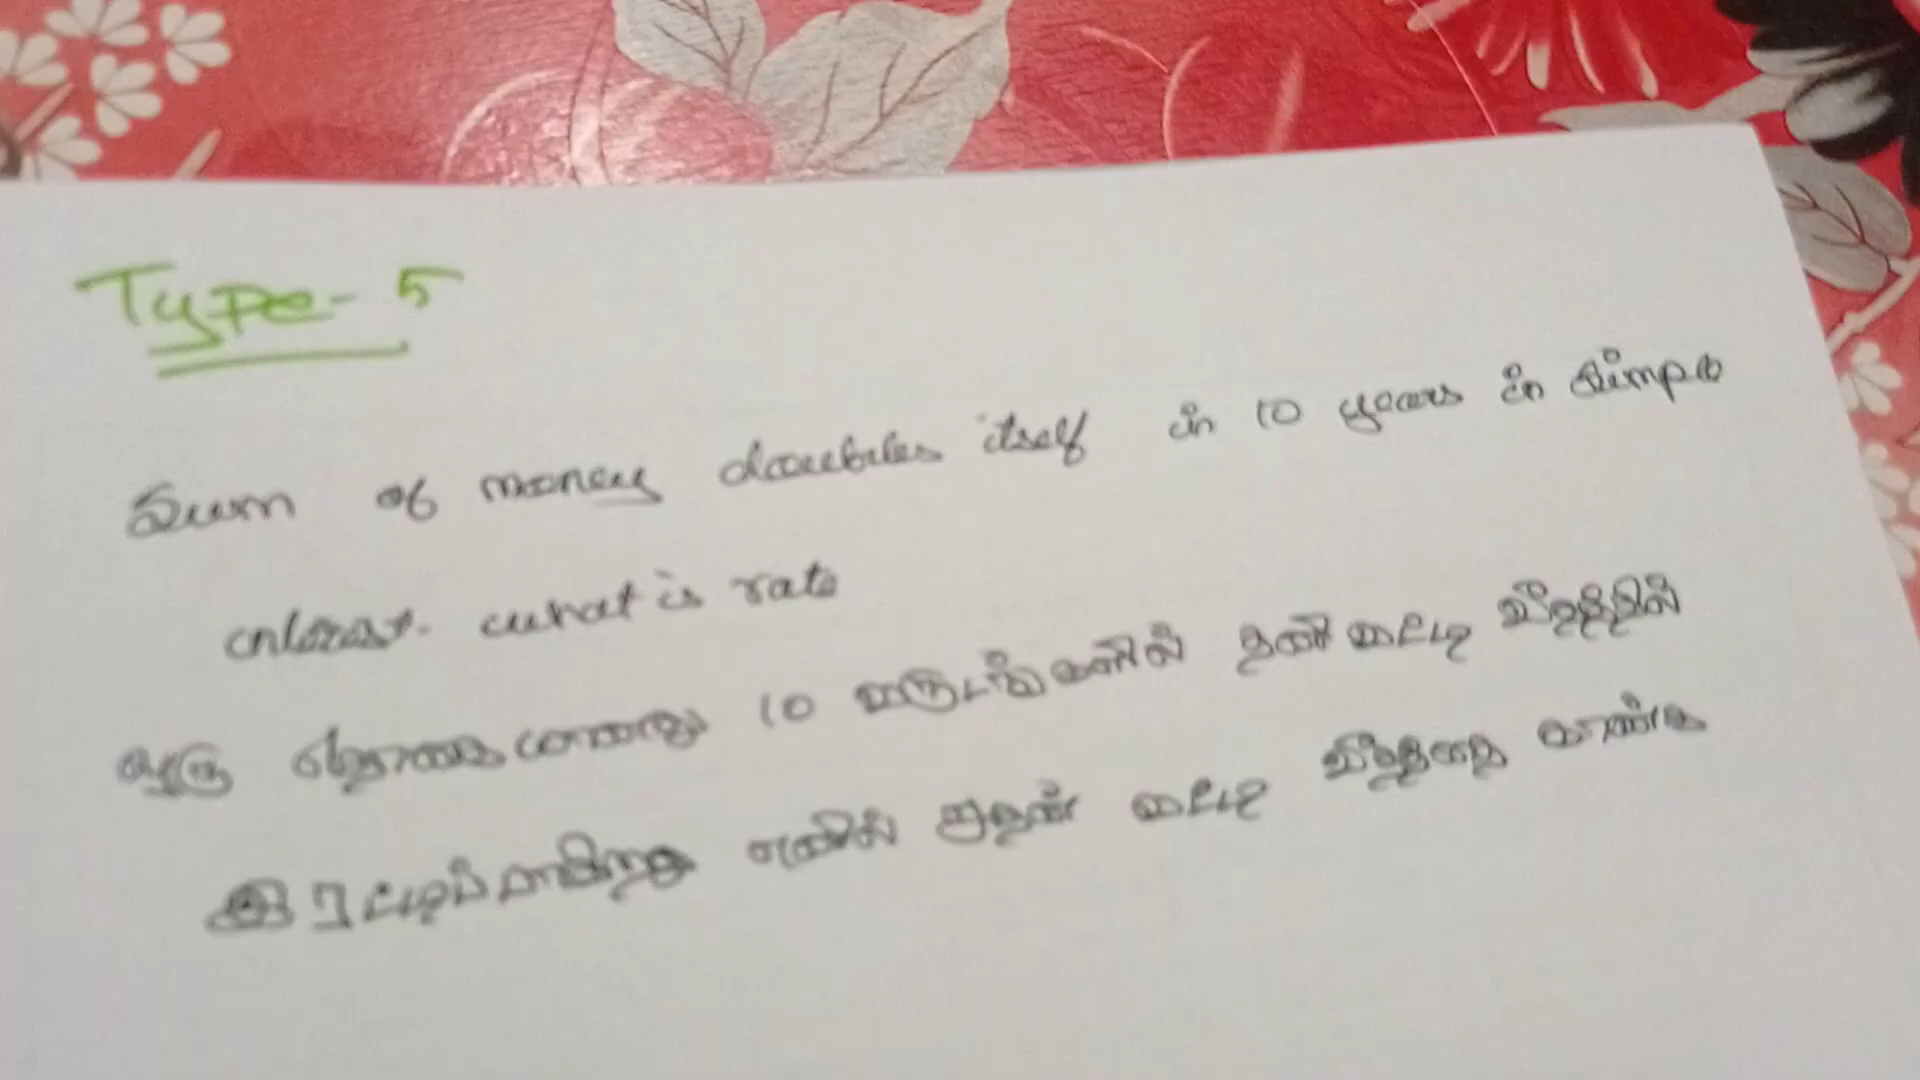 Type- 5
Sum of money doubles itself in 10 years in simple
interest. what is rate
ஒரு தொகையானது 10 வருடங்களில் தனி வட்டி வீதத்தில்
இரட்டிப்பாகிறது எனில் அதன் வட்டி வீதத்தை காண்க